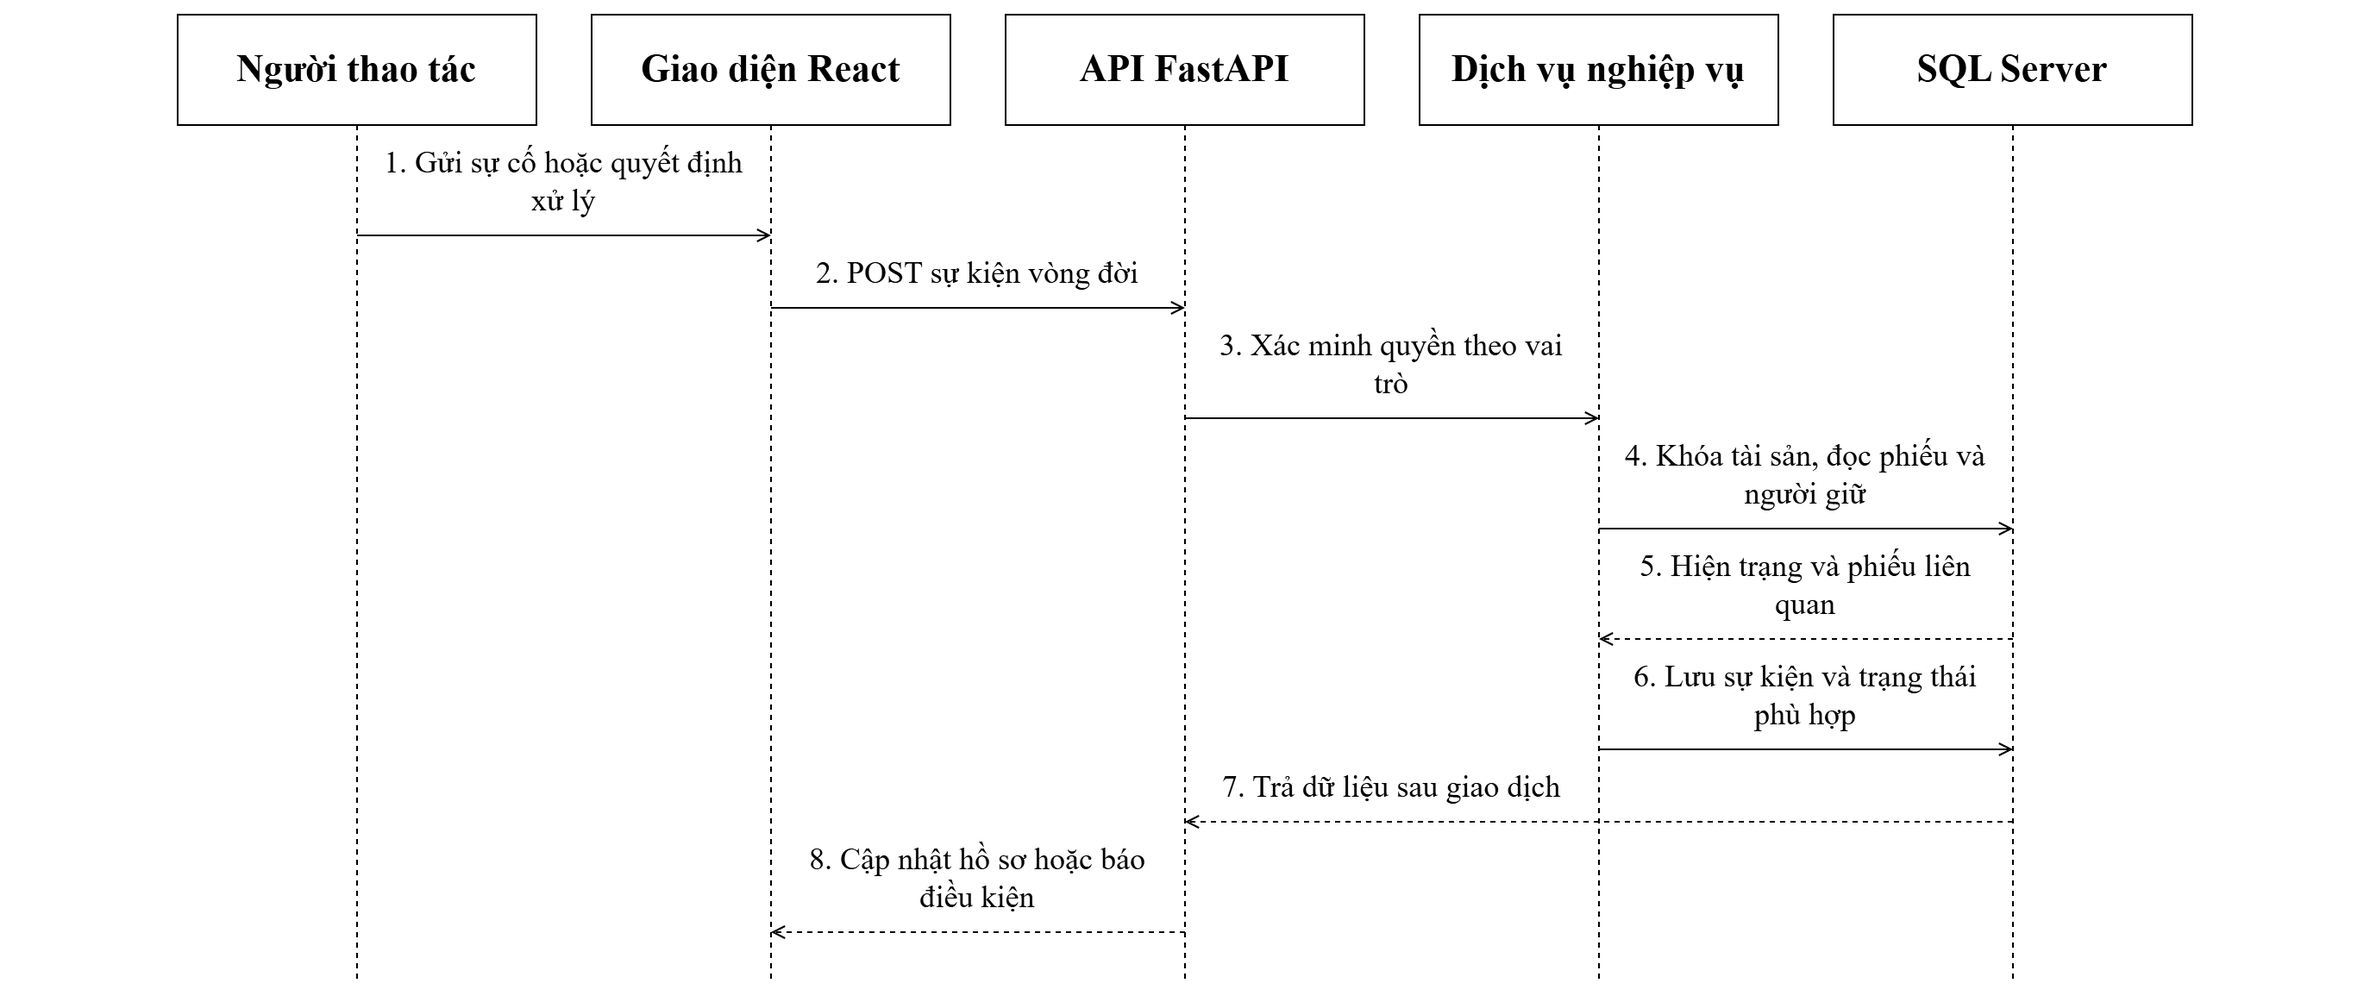 Người thao tác
Giao diện React
API FastAPI
Dịch vụ nghiệp vụ
SQL Server
1. Gửi sự cố hoặc quyết định
xử lý
2. POST sự kiện vòng đời
3. Xác minh quyền theo vai
trò
4. Khóa tài sản, đọc phiếu và
người giữ
5. Hiện trạng và phiếu liên
quan
6. Lưu sự kiện và trạng thái
phù hợp
7. Trả dữ liệu sau giao dịch
8. Cập nhật hồ sơ hoặc báo
điều kiện